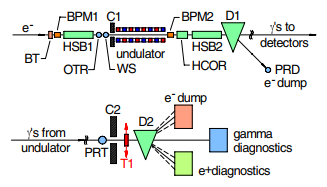 BPM1 C1 BPM2 D1
e- γ's to
detectors
BT HSB1 undulator HSB2
OTR WS HCOR PRD
e- dump
C2 e- dump
γ's from D2
undulator gamma
diagnostics
PRT T1
e+diagnostics